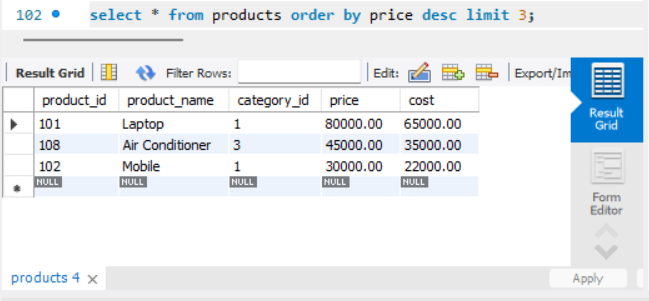 102 select * from products order by price desc limit 3;
Result Grid Filter Rows: Edit: Export/Im
product_id product_name category_id price cost
101 Laptop 1 80000.00 65000.00
108 Air Conditioner 3 45000.00 35000.00
102 Mobile 1 30000.00 22000.00
NULL NULL NULL NULL NULL
Result
Grid
Form
Editor
products 4
Apply